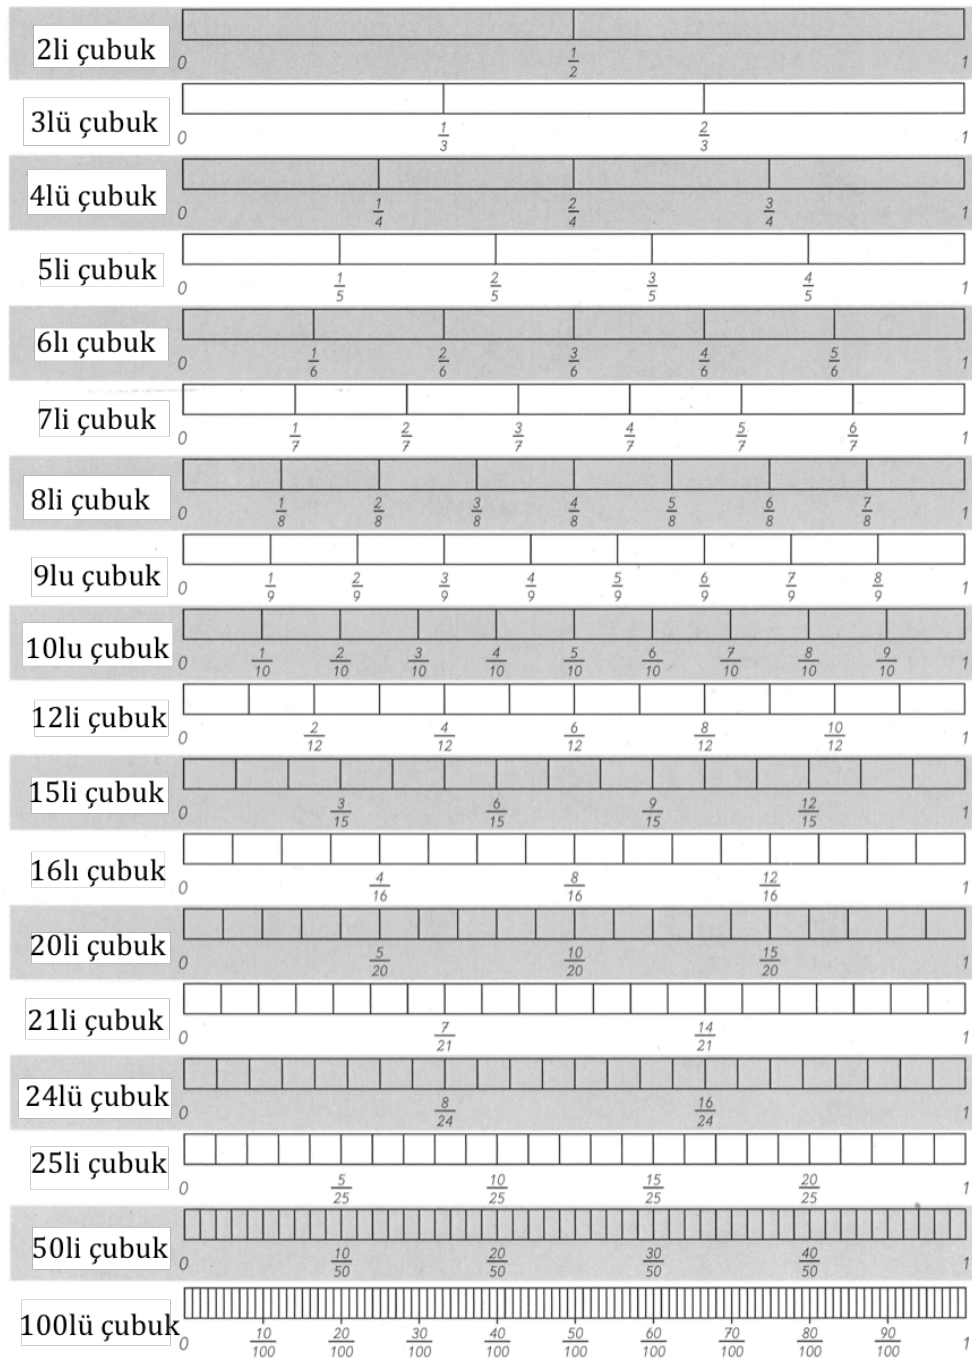 2li çubuk 0 1/2 1
3lü çubuk 0 1/3 2/3 1
4lü çubuk 0 1/4 2/4 3/4 1
5li çubuk 0 1/5 2/5 3/5 4/5 1
6lı çubuk 0 1/6 2/6 3/6 4/6 5/6 1
7li çubuk 0 1/7 2/7 3/7 4/7 5/7 6/7 1
8li çubuk 0 1/8 2/8 3/8 4/8 5/8 6/8 7/8 1
9lu çubuk 0 1/9 2/9 3/9 4/9 5/9 6/9 7/9 8/9 1
10lu çubuk 0 1/10 2/10 3/10 4/10 5/10 6/10 7/10 8/10 9/10 1
12li çubuk 0 2/12 4/12 6/12 8/12 10/12 1
15li çubuk 0 3/15 6/15 9/15 12/15 1
16lı çubuk 0 4/16 8/16 12/16 1
20li çubuk 0 5/20 10/20 15/20 1
21li çubuk 0 7/21 14/21 1
24lü çubuk 0 8/24 16/24 1
25li çubuk 0 5/25 10/25 15/25 20/25 1
50li çubuk 0 10/50 20/50 30/50 40/50 1
100lü çubuk 0 10/100 20/100 30/100 40/100 50/100 60/100 70/100 80/100 90/100 1